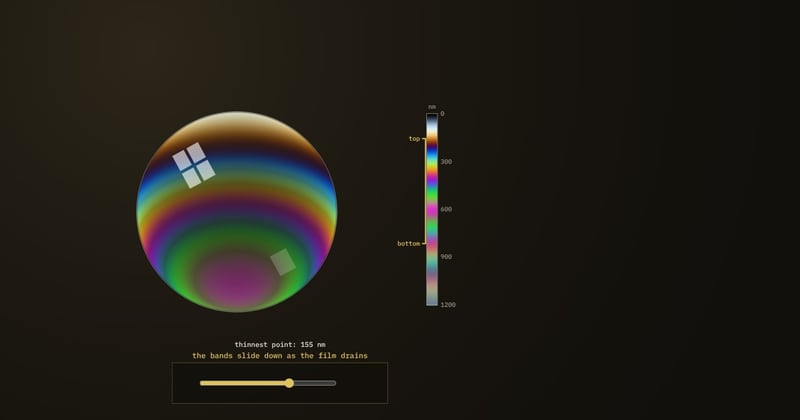 nm
0
top
300
600
bottom
900
1200
thinnest point: 155 nm
the bands slide down as the film drains